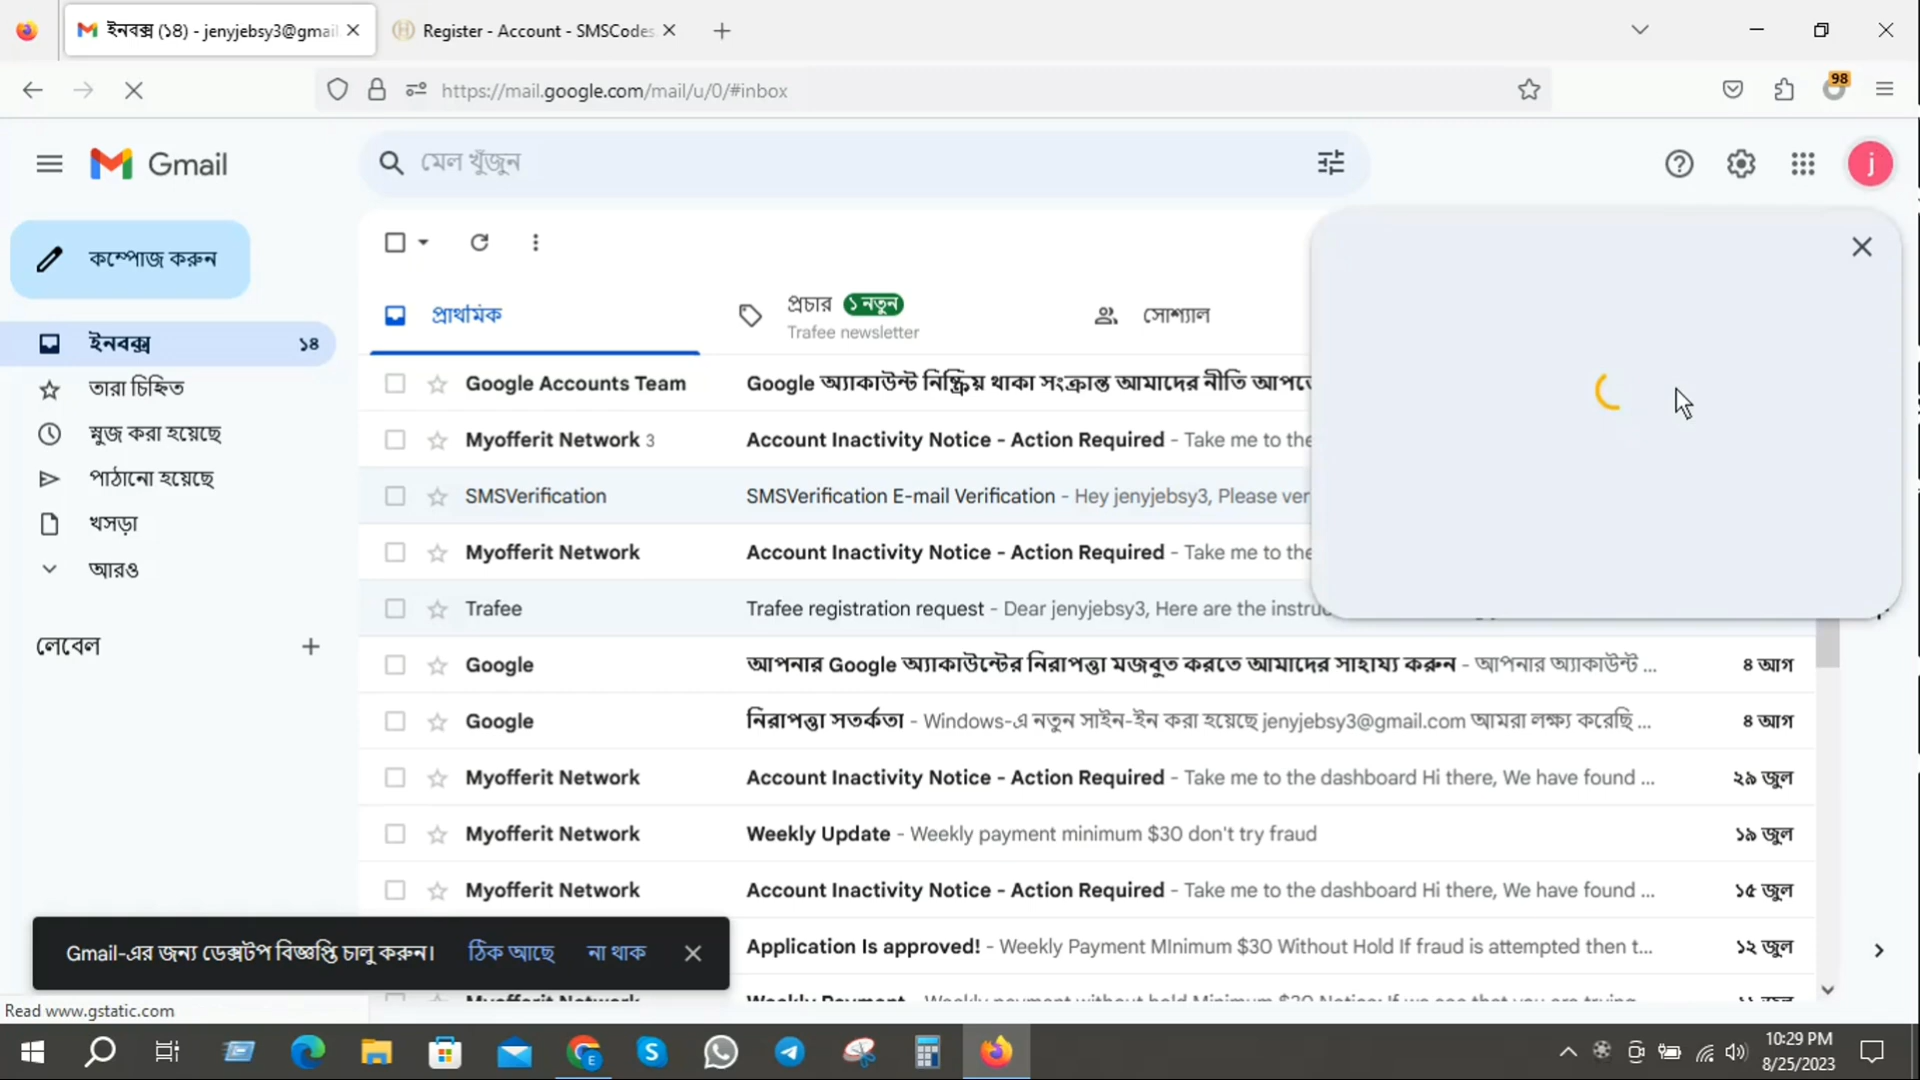 ইনবক্স (১৪) - jenyjebsy3@gmai
Register - Account - SMSCodes
https://mail.google.com/mail/u/0/#inbox
98
Gmail
মেল খুঁজুন
j
কম্পোজ করুন
প্রাথমিক
প্রচার ১ নতুন
Trafee newsletter
সোশ্যাল
ইনবক্স ১৪
তারা চিহ্নিত
স্নুজ করা হয়েছে
পাঠানো হয়েছে
খসড়া
আরও
লেবেল
Google Accounts Team Google অ্যাকাউন্ট নিষ্ক্রিয় থাকা সংক্রান্ত আমাদের নীতি
Myofferit Network 3 Account Inactivity Notice - Action Required - Take me to the
SMSVerification SMSVerification E-mail Verification - Hey jenyjebsy3, Please ver
Myofferit Network Account Inactivity Notice - Action Required - Take me to the
Trafee Trafee registration request - Dear jenyjebsy3, Here are the instruc
Google আপনার Google অ্যাকাউন্টের নিরাপত্তা মজবুত করতে আমাদের সাহায্য করুন - আপনার অ্যাকাউন্ট ... ৪ আগ
Google নিরাপত্তা সতর্কতা - Windows-এ নতুন সাইন-ইন করা হয়েছে jenyjebsy3@gmail.com আমরা লক্ষ্য করেছি ... ৪ আগ
Myofferit Network Account Inactivity Notice - Action Required - Take me to the dashboard Hi there, We have found ... ২৯ জুল
Myofferit Network Weekly Update - Weekly payment minimum $30 don't try fraud ১৯ জুল
Myofferit Network Account Inactivity Notice - Action Required - Take me to the dashboard Hi there, We have found ... ১৫ জুল
Application Is approved! - Weekly Payment MInimum $30 Without Hold If fraud is attempted then t... ১২ জুল
Gmail-এর জন্য ডেক্সটপ বিজ্ঞপ্তি চালু করুন। ঠিক আছে না থাক
Read www.gstatic.com
10:29 PM
8/25/2023